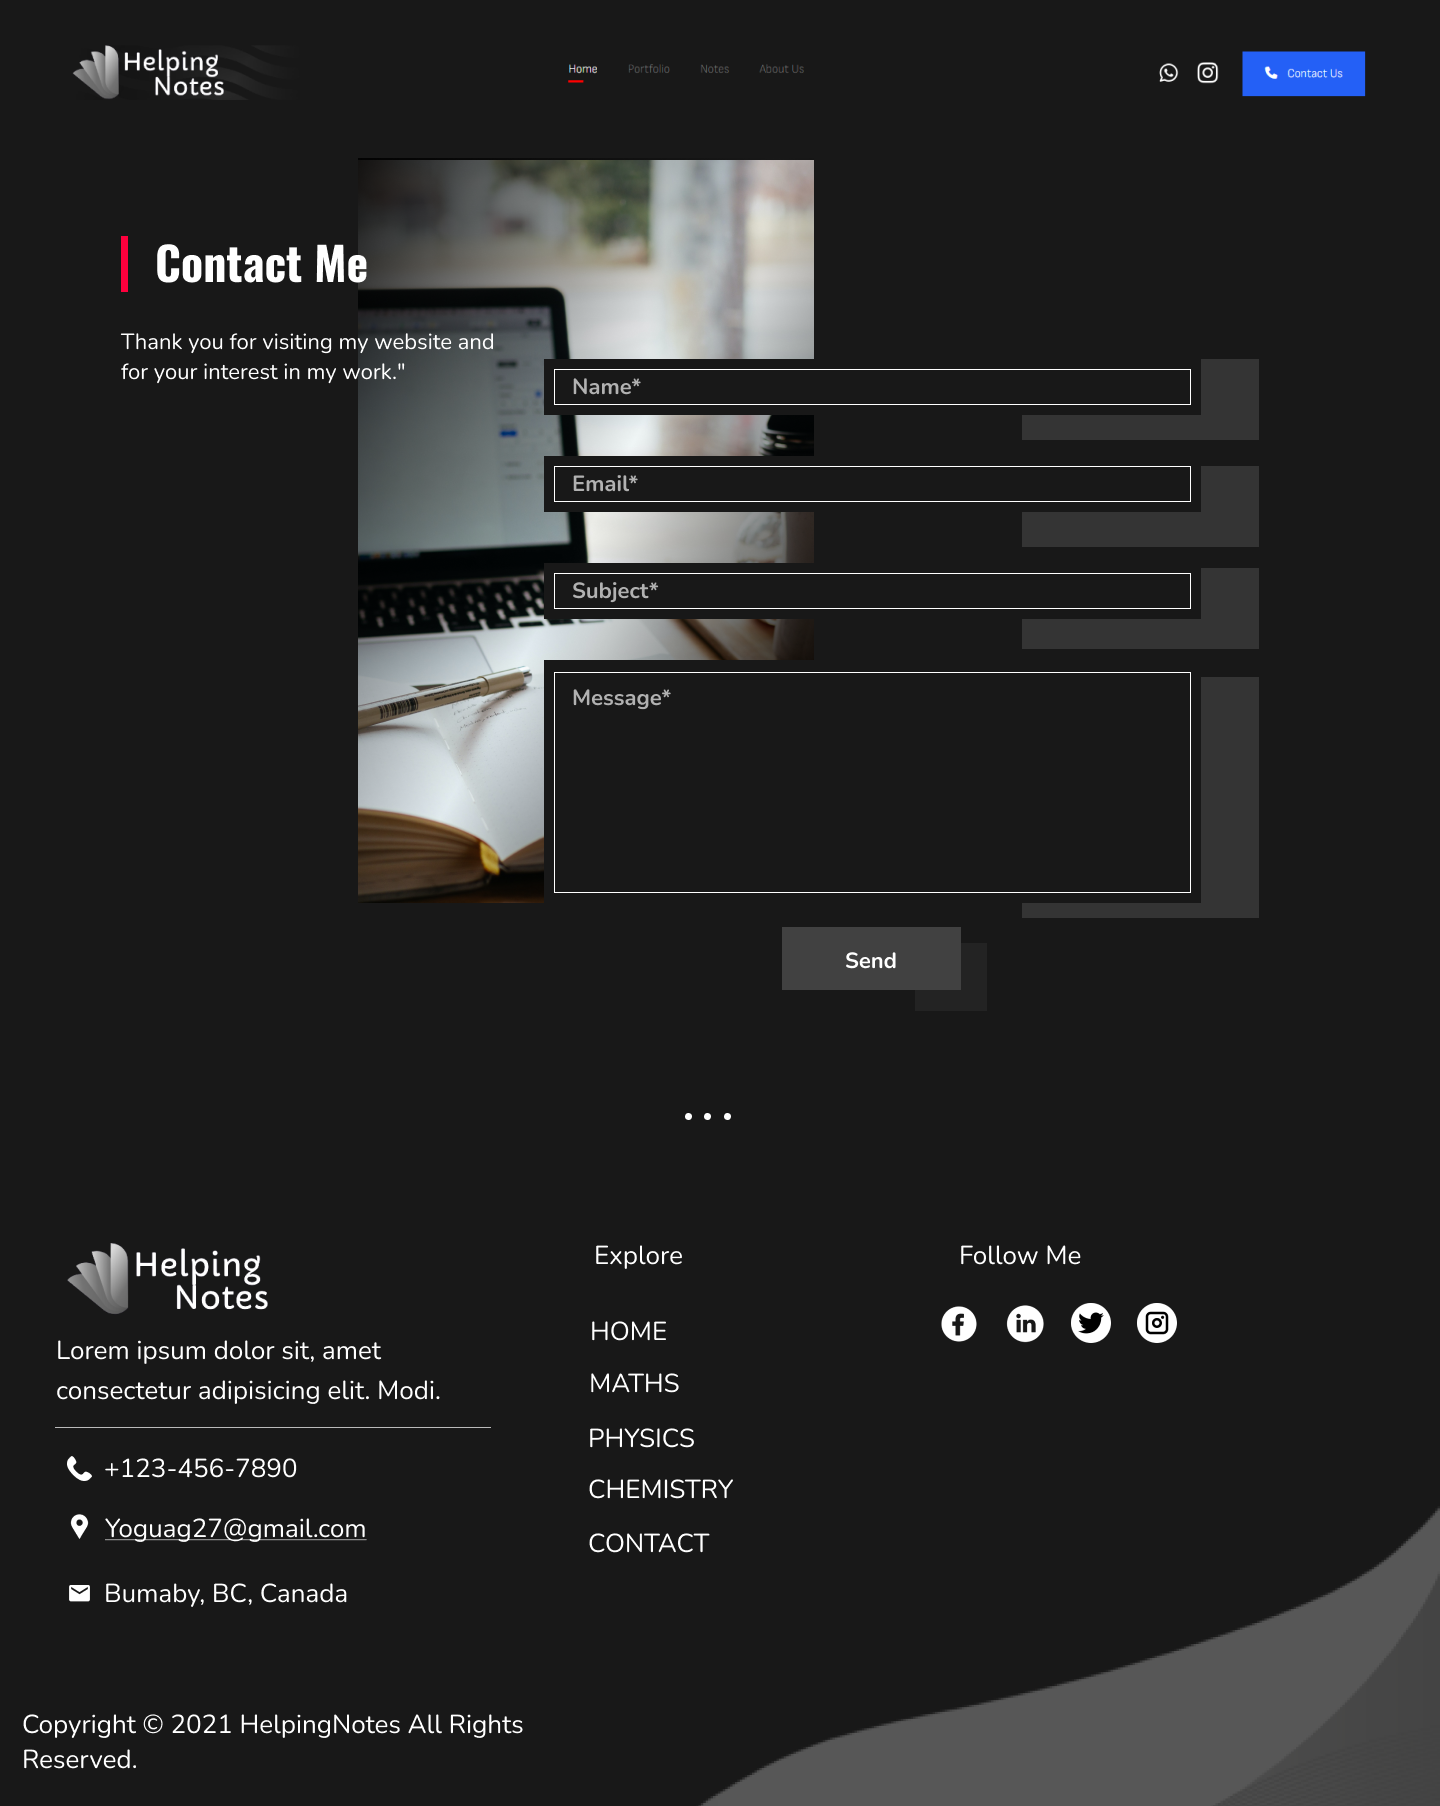 Helping
Notes
Home
Portfolio
Notes
About Us
Contact Us
Contact Me
Thank you for visiting my website and
for your interest in my work."
Name*
Email*
Subject*
Message*
Send
Helping
Notes
Lorem ipsum dolor sit, amet
consectetur adipisicing elit. Modi.
+123-456-7890
Yoguag27@gmail.com
Bumaby, BC, Canada
Explore
HOME
MATHS
PHYSICS
CHEMISTRY
CONTACT
Follow Me
Copyright © 2021 HelpingNotes All Rights
Reserved.